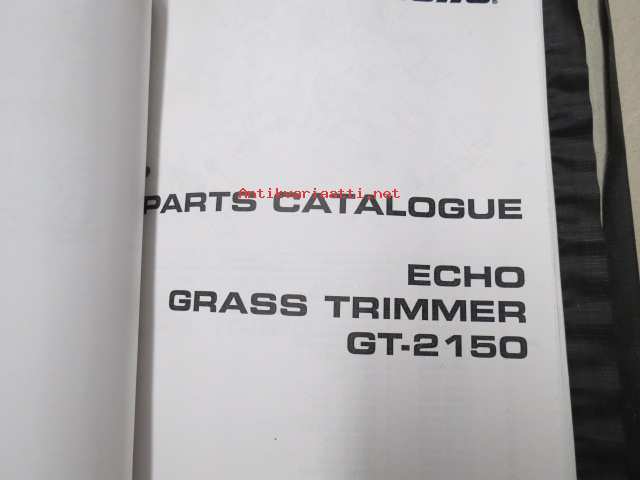 Antikvariaatti.net
PARTS CATALOGUE
ECHO
GRASS TRIMMER
GT-2150